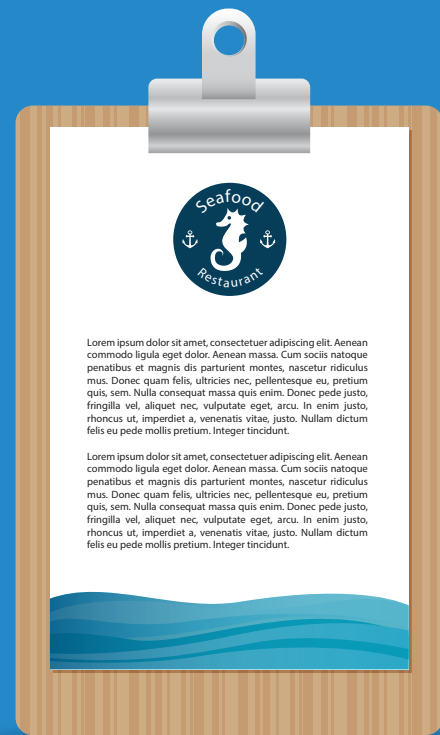 Seafood
Restaurant
Lorem ipsum dolor sit amet, consectetuer adipiscing elit. Aenean
commodo ligula eget dolor. Aenean massa. Cum sociis natoque
penatibus et magnis dis parturient montes, nascetur ridiculus
mus. Donec quam felis, ultricies nec, pellentesque eu, pretium
quis, sem. Nulla consequat massa quis enim. Donec pede justo,
fringilla vel, aliquet nec, vulputate eget, arcu. In enim justo,
rhoncus ut, imperdiet a, venenatis vitae, justo. Nullam dictum
felis eu pede mollis pretium. Integer tincidunt.
Lorem ipsum dolor sit amet, consectetuer adipiscing elit. Aenean
commodo ligula eget dolor. Aenean massa. Cum sociis natoque
penatibus et magnis dis parturient montes, nascetur ridiculus
mus. Donec quam felis, ultricies nec, pellentesque eu, pretium
quis, sem. Nulla consequat massa quis enim. Donec pede justo,
fringilla vel, aliquet nec, vulputate eget, arcu. In enim justo,
rhoncus ut, imperdiet a, venenatis vitae, justo. Nullam dictum
felis eu pede mollis pretium. Integer tincidunt.